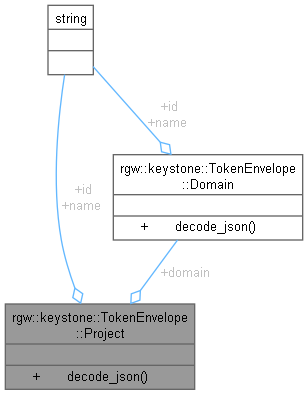 string
+id
+name
rgw::keystone::TokenEnvelope
::Domain
+ decode_json()
+id
+name
+domain
rgw::keystone::TokenEnvelope
::Project
+ decode_json()